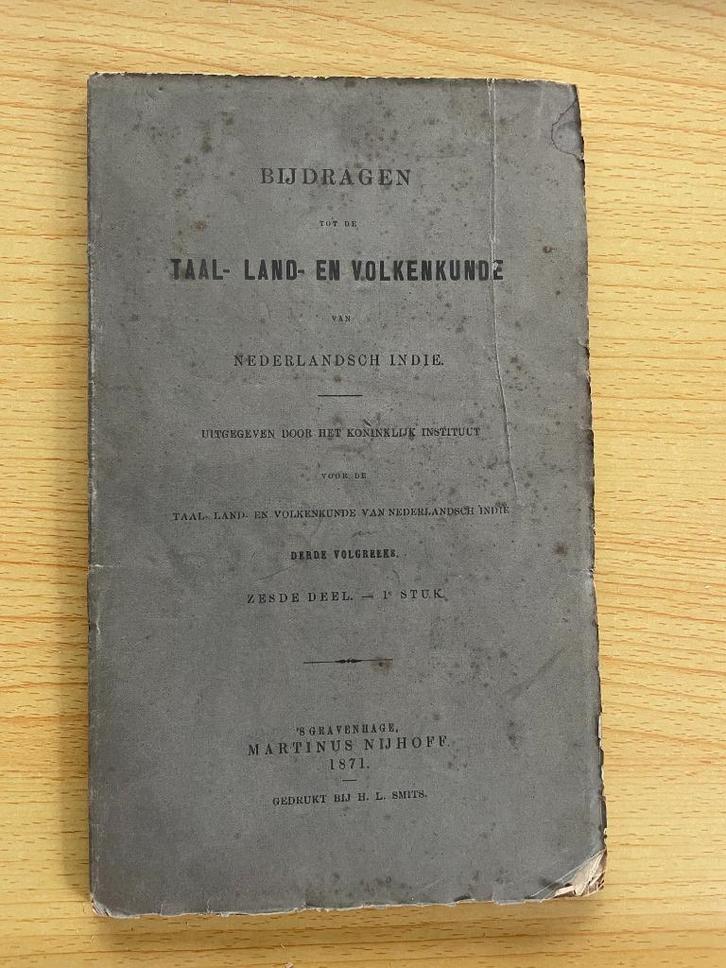 BIJDRAGEN
TOT DE
TAAL- LAND- EN VOLKENKUNDE
VAN
NEDERLANDSCH INDIE.
UITGEGEVEN DOOR HET KONINKLIJK INSTITUUT
VOOR DE
TAAL- LAND- EN VOLKENKUNDE VAN NEDERLANDSCH INDIE
DERDE VOLGREEKS.
ZESDE DEEL. — 1e STUK.
'S GRAVENHAGE,
MARTINUS NIJHOFF.
1871.
GEDRUKT BIJ H. L. SMITS.